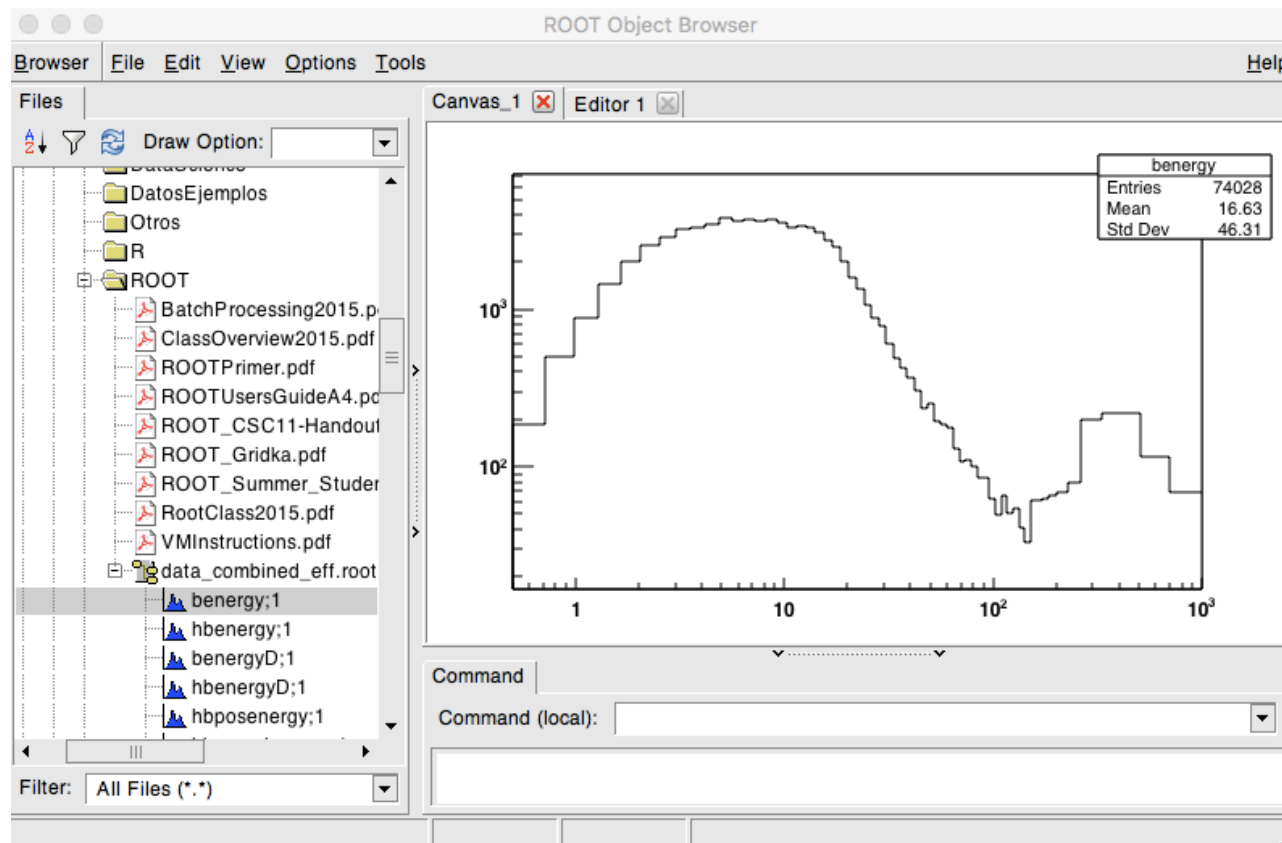 ROOT Object Browser
Browser File Edit View Options Tools
Files
Draw Option:
DatosEjemplos
Otros
R
ROOT
BatchProcessing2015.p
ClassOverview2015.pdf
ROOTPrimer.pdf
ROOTUsersGuideA4.pd
ROOT_CSC11-Handout
ROOT_Gridka.pdf
ROOT_Summer_Studen
RootClass2015.pdf
VMInstructions.pdf
data_combined_eff.root
benergy;1
hbenergy;1
benergyD;1
hbenergyD;1
hbposenergy;1
Filter: All Files (*.*)
Help
Canvas_1 Editor 1
benergy
Entries 74028
Mean 16.63
Std Dev 46.31
10³
10²
1 10 10² 10³
Command
Command (local):